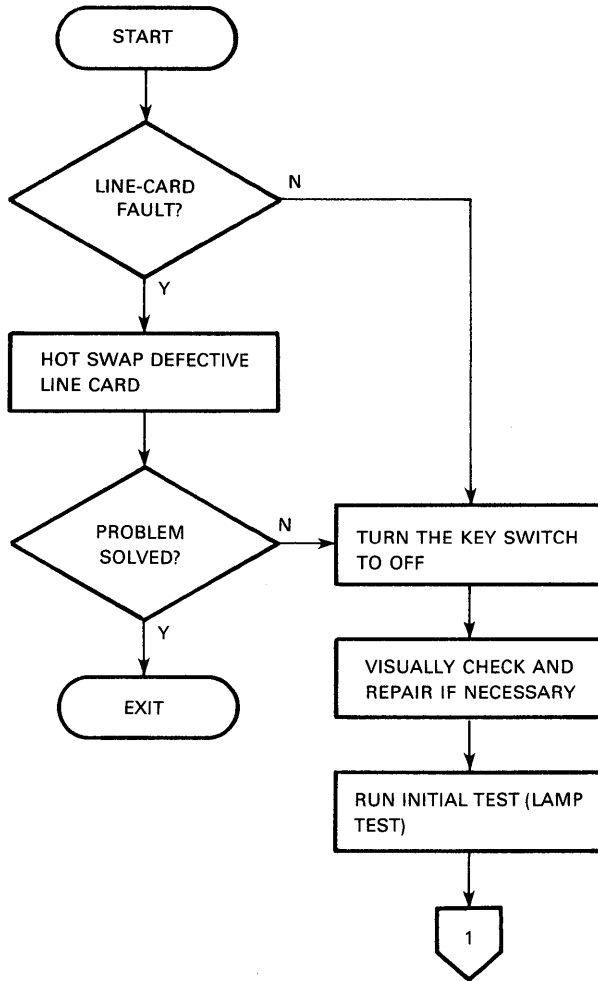 START
LINE-CARD
FAULT?
N
Y
HOT SWAP DEFECTIVE
LINE CARD
PROBLEM
SOLVED?
N
Y
EXIT
TURN THE KEY SWITCH
TO OFF
VISUALLY CHECK AND
REPAIR IF NECESSARY
RUN INITIAL TEST (LAMP
TEST)
1